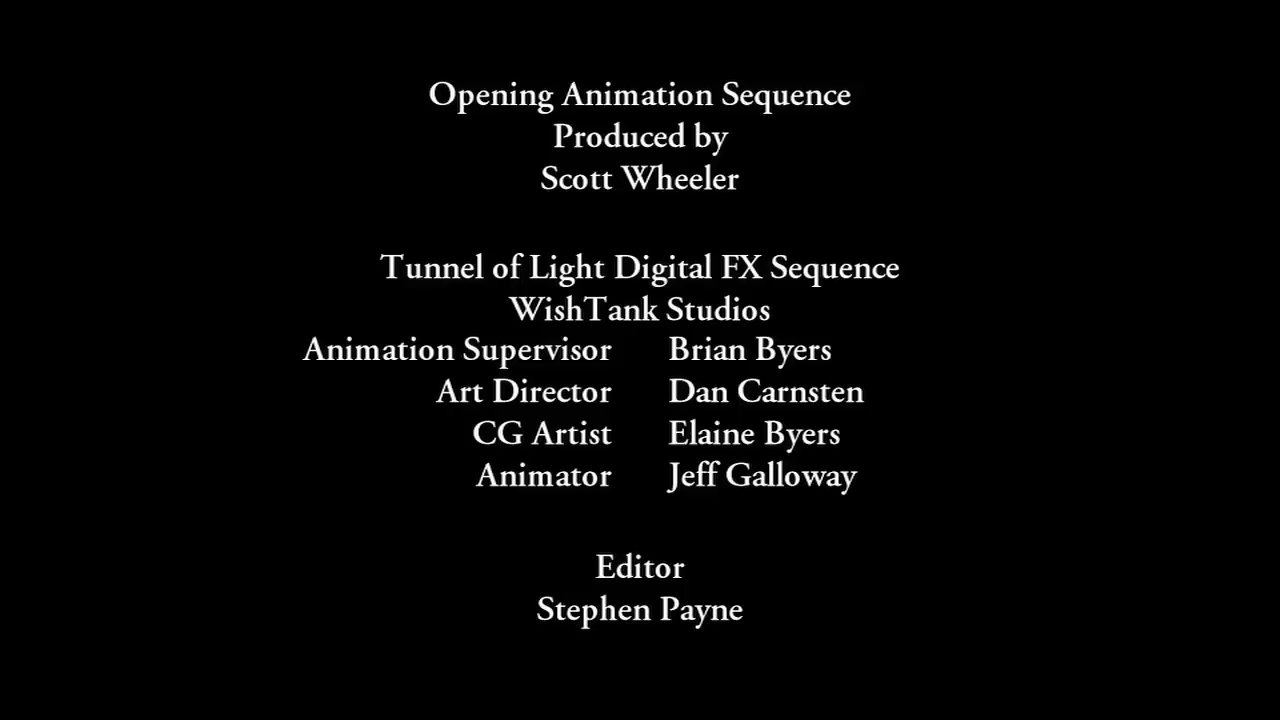 Opening Animation Sequence
Produced by
Scott Wheeler
Tunnel of Light Digital FX Sequence
WishTank Studios
Animation Supervisor Brian Byers
Art Director Dan Carnsten
CG Artist Elaine Byers
Animator Jeff Galloway
Editor
Stephen Payne